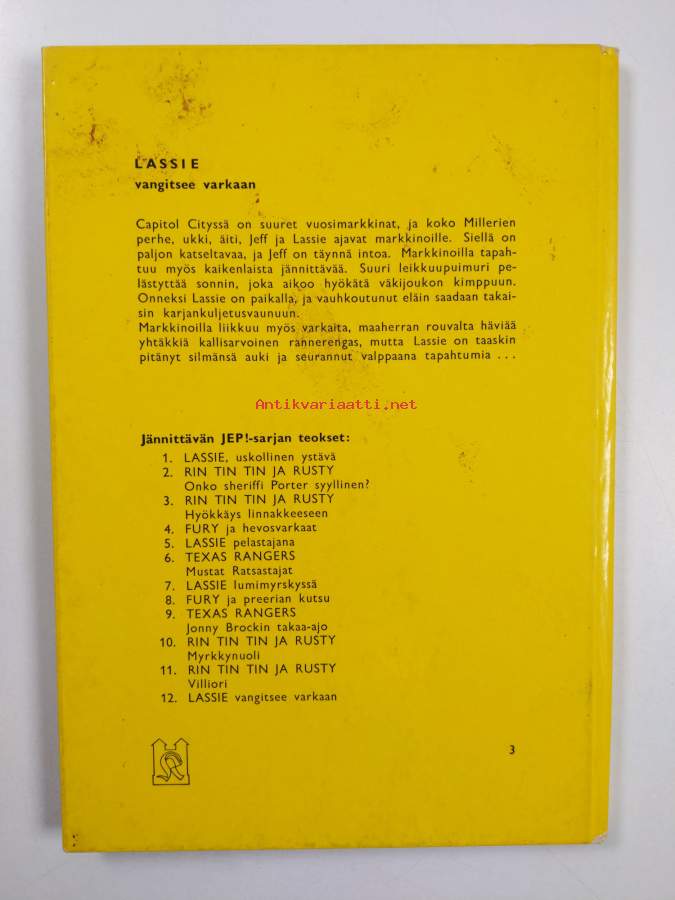 LASSIE
vangitsee varkaan
Capitol Cityssä on suuret vuosimarkkinat, ja koko Millerien
perhe, ukki, äiti, Jeff ja Lassie ajavat markkinoille. Siellä on
paljon katseltavaa, ja Jeff on täynnä intoa. Markkinoilla tapah-
tuu myös kaikenlaista jännittävää. Suuri leikkuupuimuri pe-
lästyttää sonnin, joka aikoo hyökätä väkijoukon kimppuun.
Onneksi Lassie on paikalla, ja vauhkoutunut eläin saadaan takai-
sin karjankuljetusvaunuun.
Markkinoilla liikkuu myös varkaita, maaherran rouvalta häviää
yhtäkkiä kallisarvoinen rannerengas, mutta Lassie on taaskin
pitänyt silmänsä auki ja seurannut valppaana tapahtumia ...
Antikvariaatti.net
Jännittävän JEP!-sarjan teokset:
1. LASSIE, uskollinen ystävä
2. RIN TIN TIN JA RUSTY
Onko sheriffi Porter syyllinen?
3. RIN TIN TIN JA RUSTY
Hyökkäys linnakkeeseen
4. FURY ja hevosvarkaat
5. LASSIE pelastajana
6. TEXAS RANGERS
Mustat Ratsastajat
7. LASSIE lumimyrskyssä
8. FURY ja preerian kutsu
9. TEXAS RANGERS
Jonny Brockin takaa-ajo
10. RIN TIN TIN JA RUSTY
Myrkkynuoli
11. RIN TIN TIN JA RUSTY
Villiori
12. LASSIE vangitsee varkaan
3